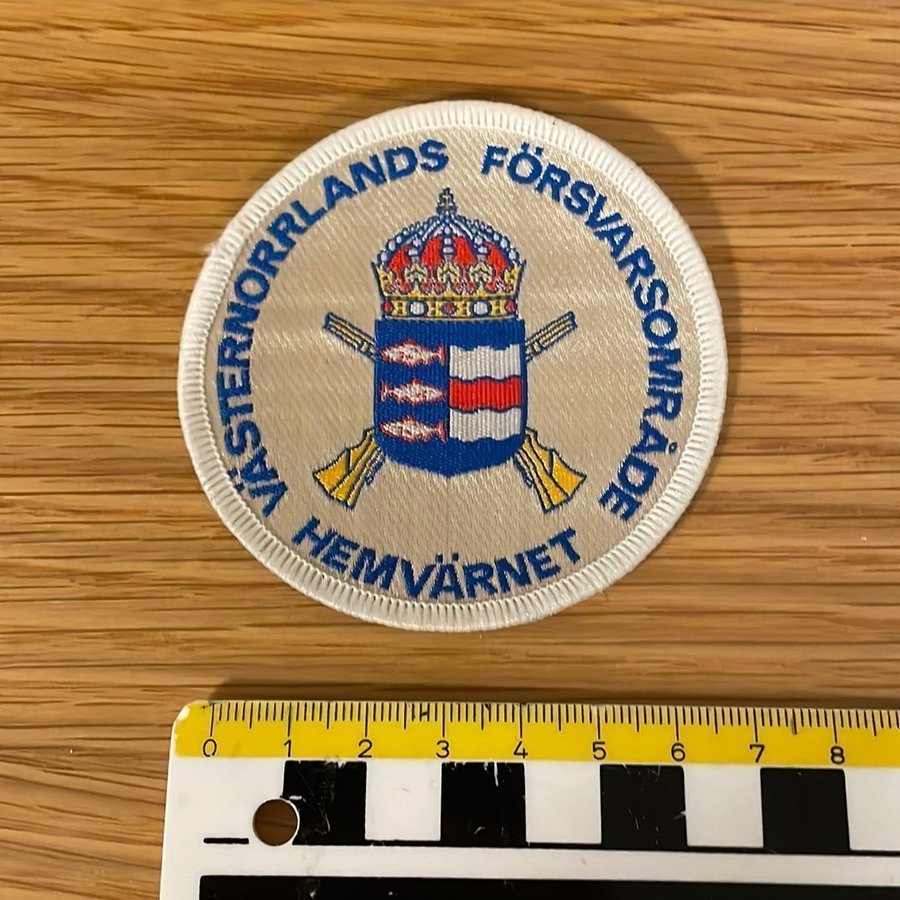 VÄSTERNORRLANDS FÖRSVARSOMRÅDE
HEMVÄRNET
0 1 2 3 4 5 6 7 8